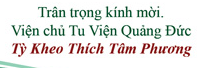 Trân trọng kính mời.
Viện chủ Tu Viện Quảng Đức
Tỳ Kheo Thích Tâm Phương